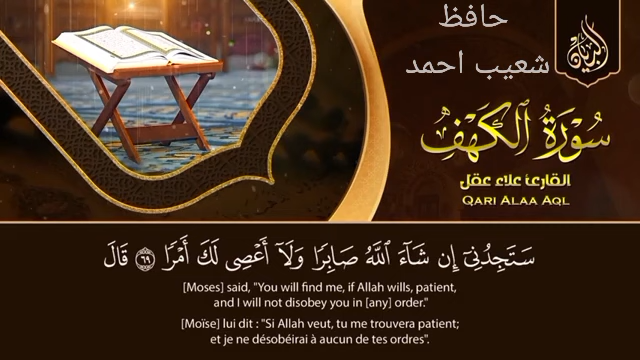 حافظ
شعیب احمد
البريان
سُورَةُ الكَهْفِ
القارئ علاء عقل
QARI ALAA AQL
سَتَجِدُنِىٓ إِن شَآءَ ٱللَّهُ صَابِرًا وَلَآ أَعْصِى لَكَ أَمْرًا ٦٩ قَالَ
[Moses] said, "You will find me, if Allah wills, patient,
and I will not disobey you in [any] order."
[Moïse] lui dit : "Si Allah veut, tu me trouvera patient;
et je ne désobéirai à aucun de tes ordres".